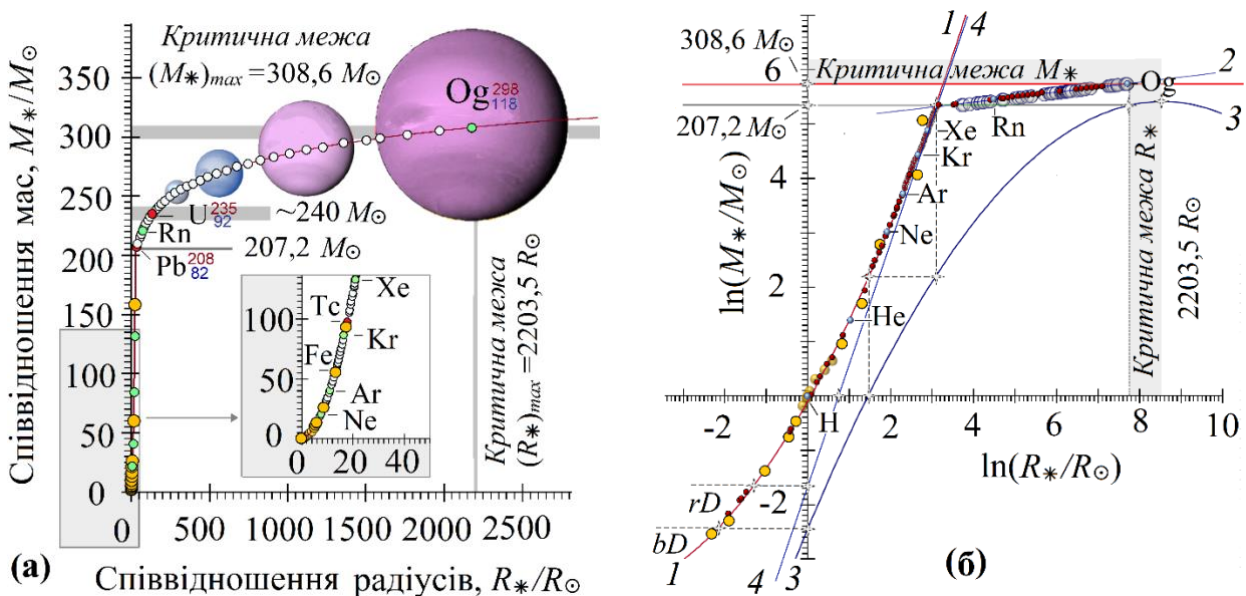 Співвідношення мас, M⁎/M☉
350
300
250
200
150
100
50
0
Критична межа
(M⁎)max =308,6 M☉
Og 298 118
U 235 92
~240 M☉
Rn
207,2 M☉
Pb 208 82
Критична межа
(R⁎)max =2203,5 R☉
100
50
0
Xe
Tc
Kr
Fe
Ar
Ne
0 20 40
0 500 1000 1500 2000 2500
(а)
Співвідношення радіусів, R⁎/R☉
1 4
308,6 M☉
6
Критична межа M⁎
Og
2
207,2 M☉
Rn
3
Xe
Kr
4
Ar
Ne
ln(M⁎/M☉)
2
He
Критична межа R⁎
2203,5 R☉
-2
H
2 4 6 8 10
ln(R⁎/R☉)
rD
-2
bD
1
4 3
(б)